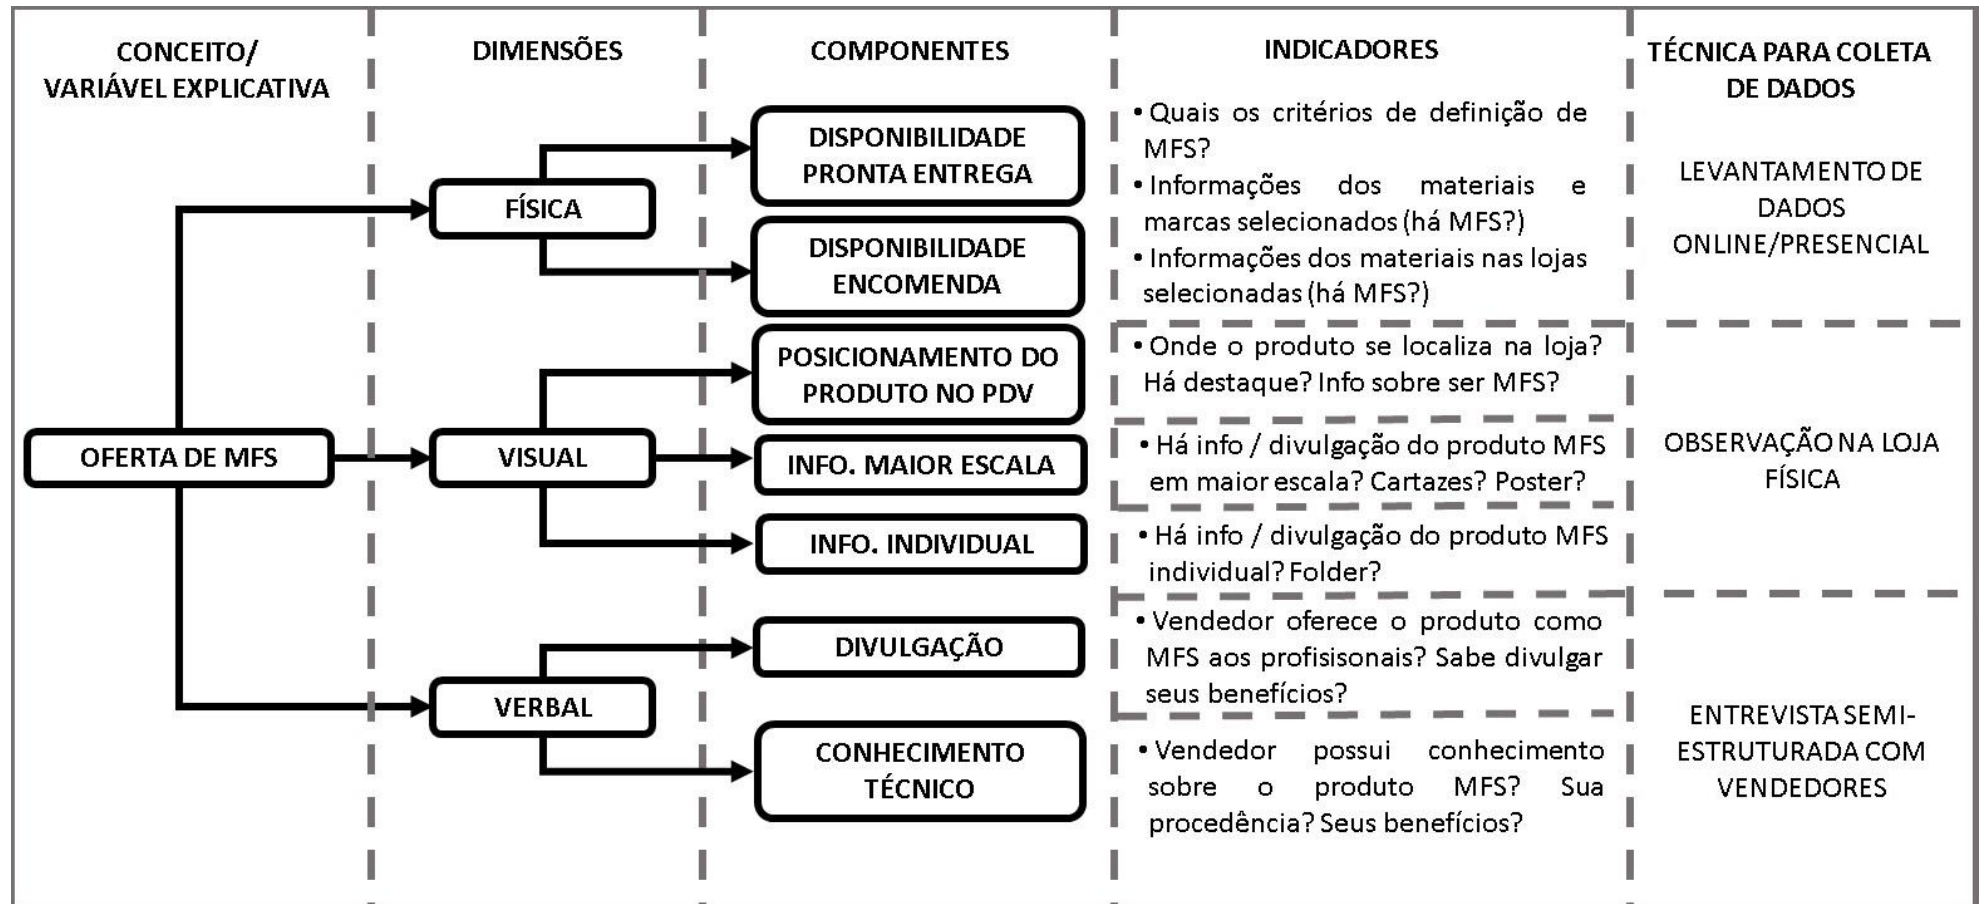 CONCEITO/
VARIÁVEL EXPLICATIVA
DIMENSÕES
COMPONENTES
INDICADORES
TÉCNICA PARA COLETA
DE DADOS
OFERTA DE MFS
FÍSICA
VISUAL
VERBAL
DISPONIBILIDADE
PRONTA ENTREGA
DISPONIBILIDADE
ENCOMENDA
POSICIONAMENTO DO
PRODUTO NO PDV
INFO. MAIOR ESCALA
INFO. INDIVIDUAL
DIVULGAÇÃO
CONHECIMENTO
TÉCNICO
• Quais os critérios de definição de
MFS?
• Informações dos materiais e
marcas selecionados (há MFS?)
• Informações dos materiais nas lojas
selecionadas (há MFS?)
• Onde o produto se localiza na loja?
Há destaque? Info sobre ser MFS?
• Há info / divulgação do produto MFS
em maior escala? Cartazes? Poster?
• Há info / divulgação do produto MFS
individual? Folder?
• Vendedor oferece o produto como
MFS aos profisisonais? Sabe divulgar
seus benefícios?
• Vendedor possui conhecimento
sobre o produto MFS? Sua
procedência? Seus benefícios?
LEVANTAMENTO DE
DADOS
ONLINE/PRESENCIAL
OBSERVAÇÃO NA LOJA
FÍSICA
ENTREVISTA SEMI-
ESTRUTURADA COM
VENDEDORES